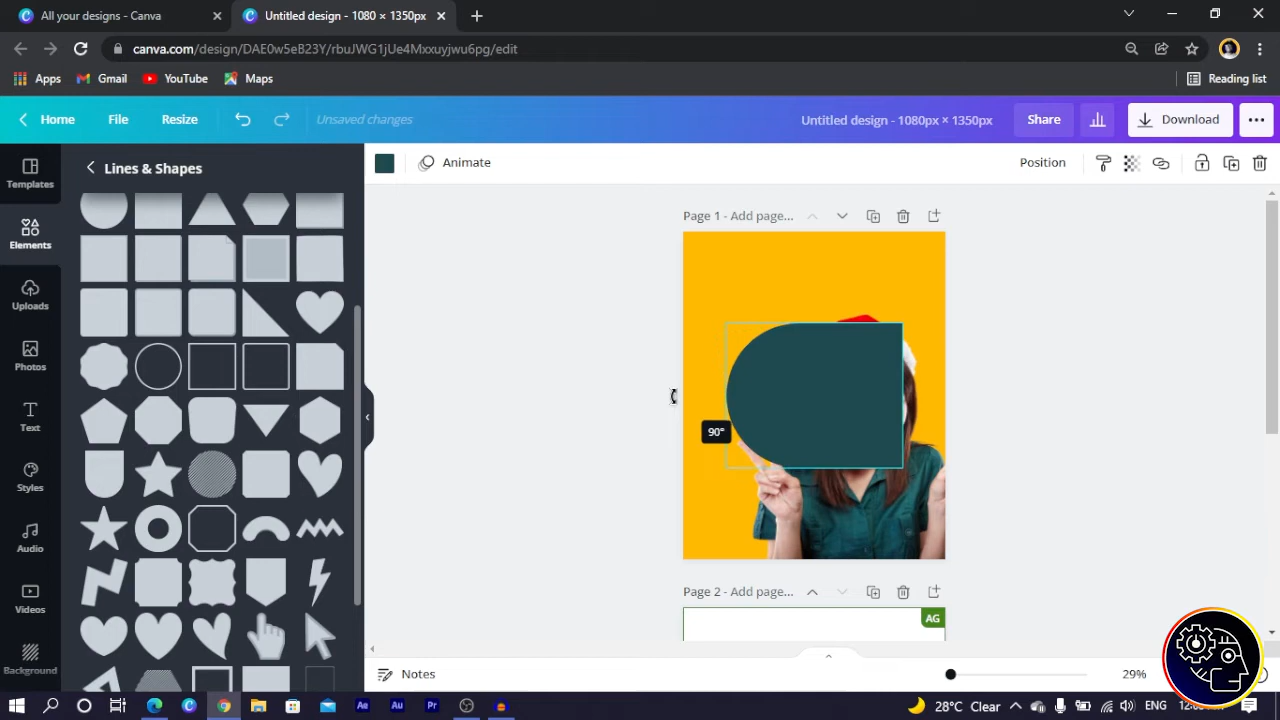 All your designs - Canva
Untitled design - 1080 × 1350px
canva.com/design/DAE0w5eB23Y/rbuJWG1jUe4Mxxuyjwu6pg/edit
Apps
Gmail
YouTube
Maps
Reading list
Home
File
Resize
Unsaved changes
Untitled design - 1080px × 1350px
Share
Download
Templates
Elements
Uploads
Photos
Text
Styles
Audio
Videos
Background
Lines & Shapes
Animate
Position
Page 1 - Add page...
90°
Page 2 - Add page...
AG
Notes
29%
Ae
Au
Pr
28°C Clear
ENG